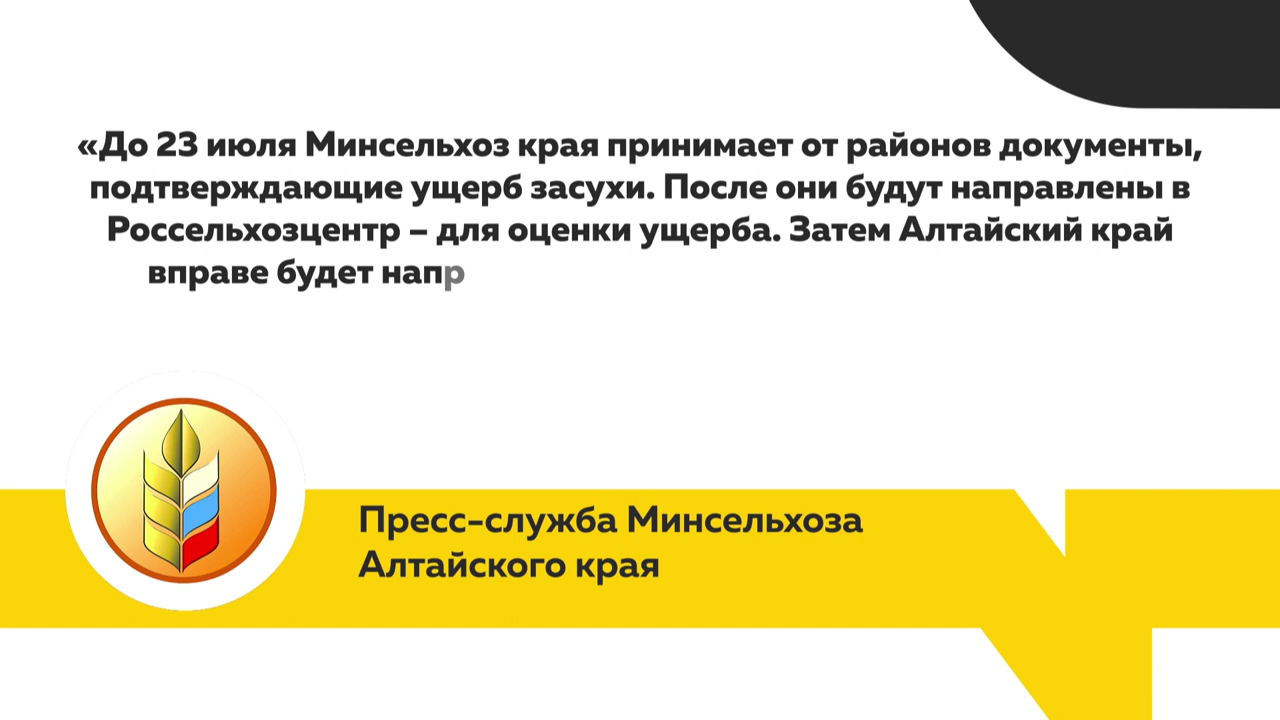 «До 23 июля Минсельхоз края принимает от районов документы,
подтверждающие ущерб засухи. После они будут направлены в
Россельхозцентр – для оценки ущерба. Затем Алтайский край
вправе будет напр
Пресс-служба Минсельхоза
Алтайского края